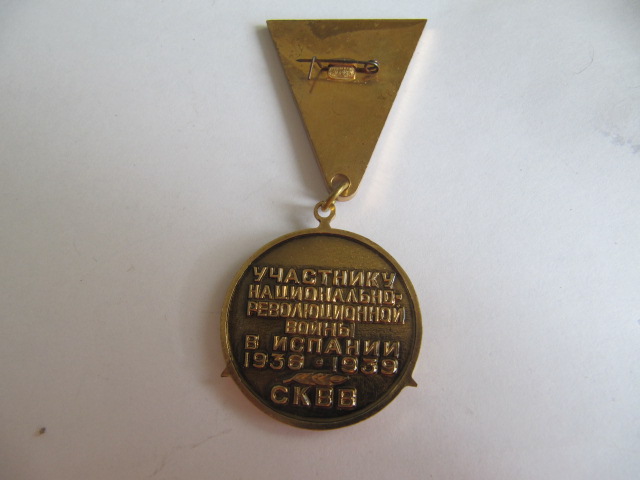 УЧАСТНИКУ
НАЦИОНАЛЬНО-
РЕВОЛЮЦИОННОЙ
ВОЙНЫ
В ИСПАНИИ
1936 • 1939
СКВВ